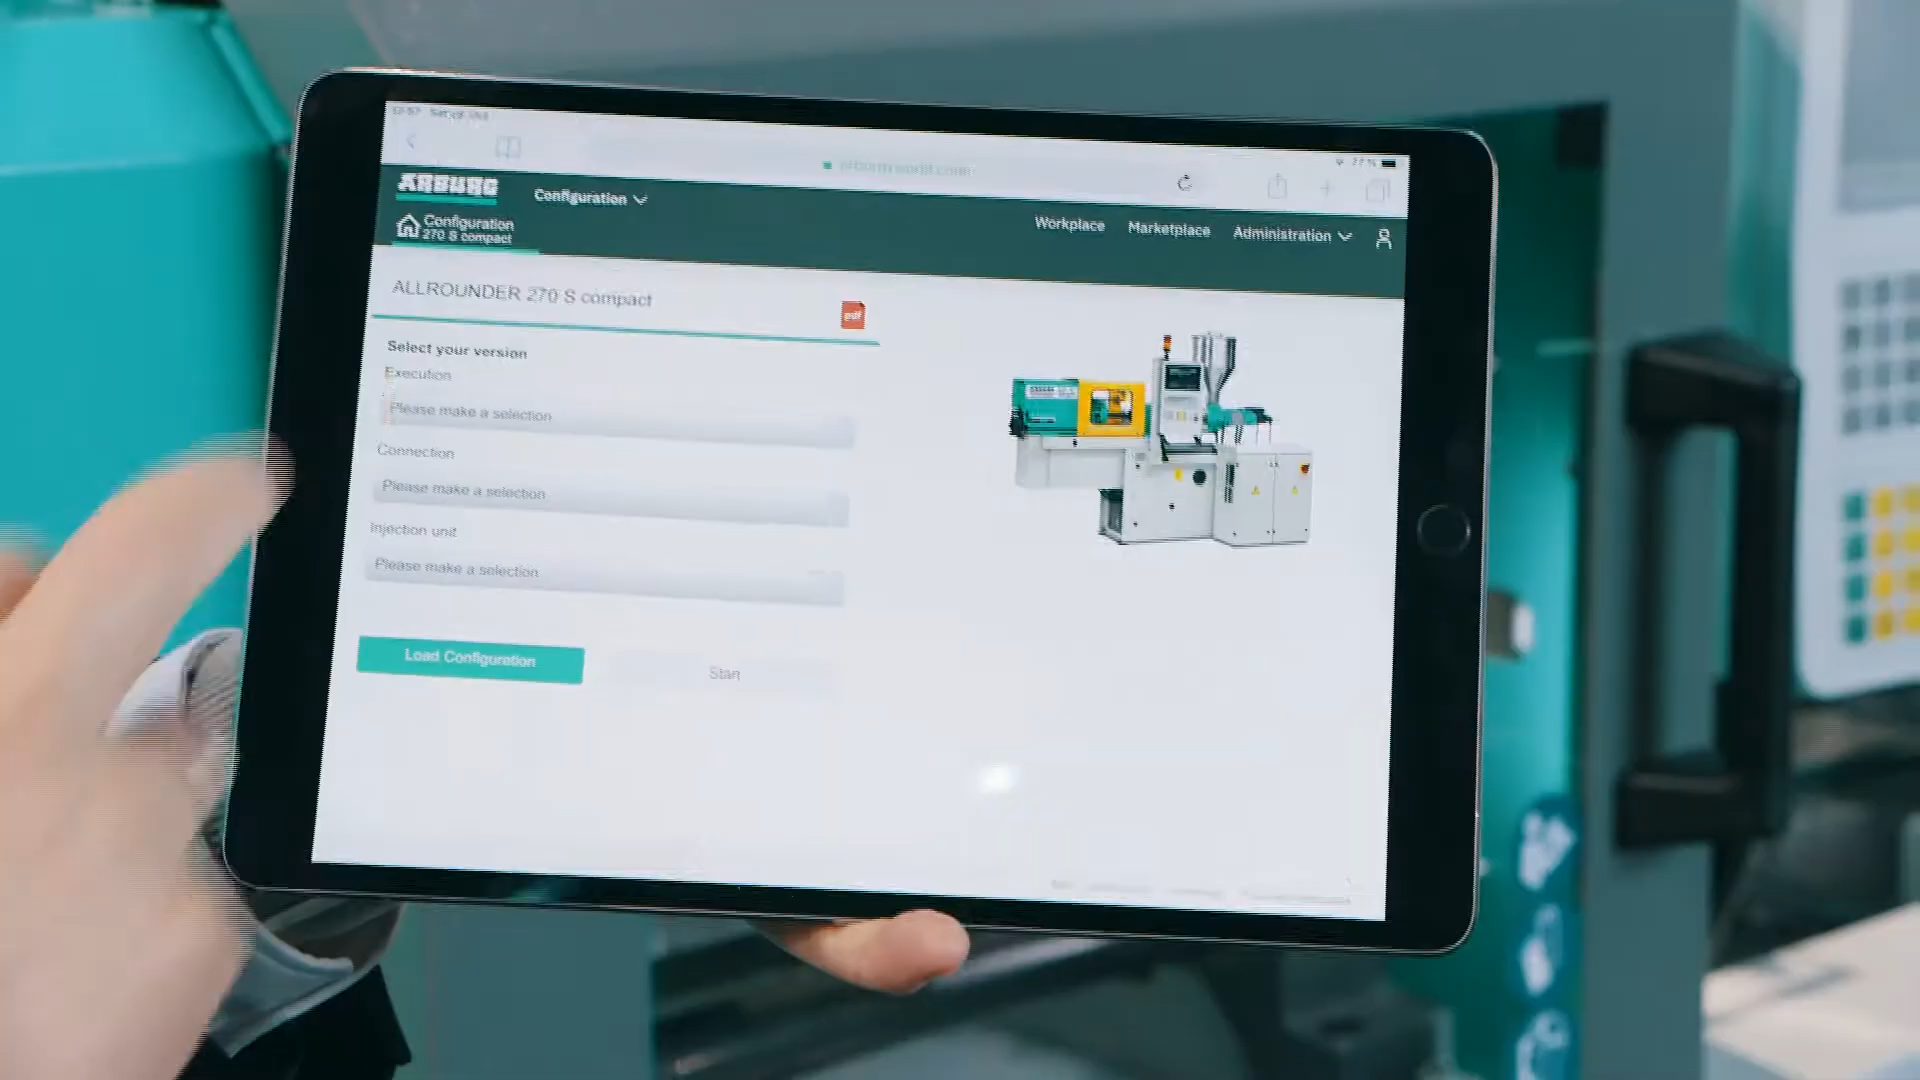 ARBURG
Configuration
Workplace
Marketplace
Administration
Configuration
270 S compact
ALLROUNDER 270 S compact
pdf
Select your version
Execution
Please make a selection
Connection
Please make a selection
Injection unit
Please make a selection
Load Configuration
Start